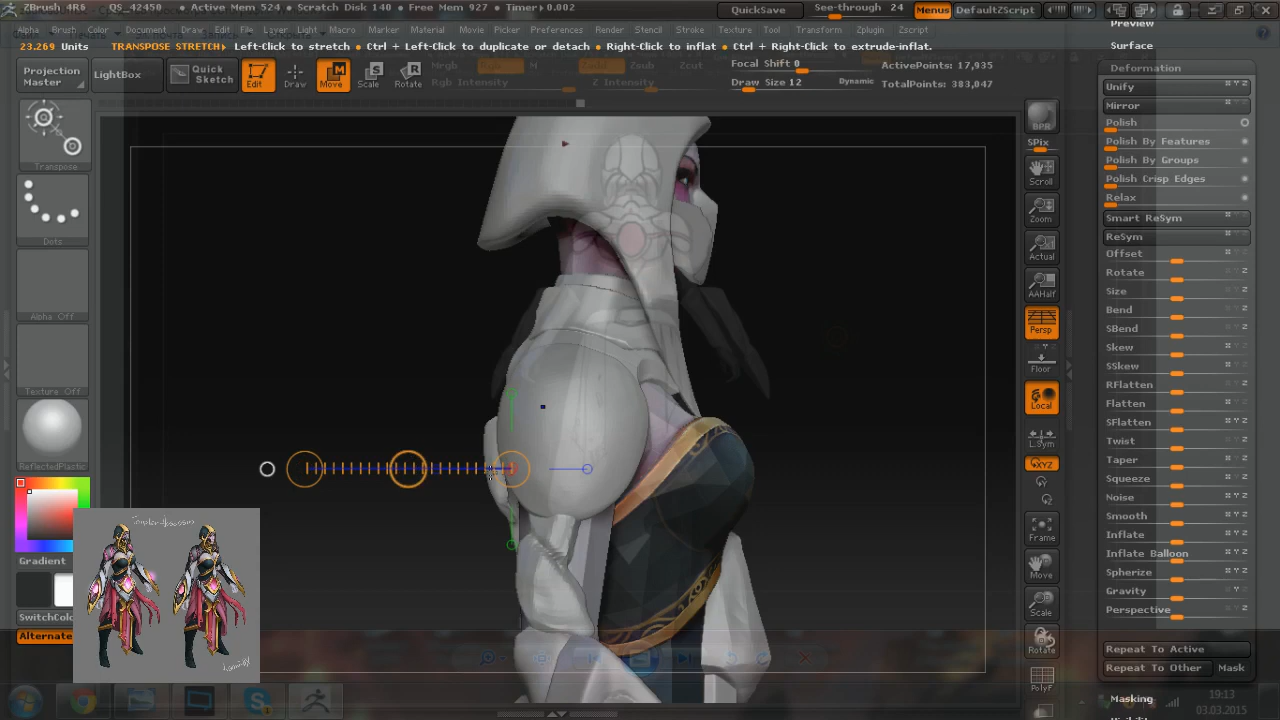 ZBrush 4R6 QS_42450 • Active Mem 524 • Scratch Disk 140 • Free Mem 927 • Timer▸0.002 QuickSave See-through 24 Menus DefaultZScript
Alpha Brush Color Document Draw Edit File Layer Light Macro Marker Material Movie Picker Preferences Render Stencil Stroke Texture Tool Transform Zplugin Zscript
23.269 Units TRANSPOSE STRETCH▸ Left-Click to stretch • Ctrl + Left-Click to duplicate or detach • Right-Click to inflat • Ctrl + Right-Click to extrude-inflat.
Projection Master
LightBox
Quick Sketch
Edit
Draw
Move
Scale
Rotate
Mrgb Rgb M
Rgb Intensity
Zadd Zsub Zcut
Z Intensity
Focal Shift 0
Draw Size 12 Dynamic
ActivePoints: 17,935
TotalPoints: 383,047
Transpose
Dots
Alpha Off
Texture Off
ReflectedPlastic
Gradient
SwitchColo
Alternate
BPR
SPix
Scroll
Zoom
Actual
AAHalf
Persp
Floor
Local
L.Sym
XYZ
Frame
Move
Scale
Rotate
PolyF
Preview
Surface
Deformation
Unify
Mirror
Polish
Polish By Features
Polish By Groups
Polish Crisp Edges
Relax
Smart ReSym
ReSym
Offset
Rotate
Size
Bend
SBend
Skew
SSkew
RFlatten
Flatten
SFlatten
Twist
Taper
Squeeze
Noise
Smooth
Inflate
Inflate Balloon
Spherize
Gravity
Perspective
Repeat To Active
Repeat To Other Mask
Masking
19:13
03.03.2015